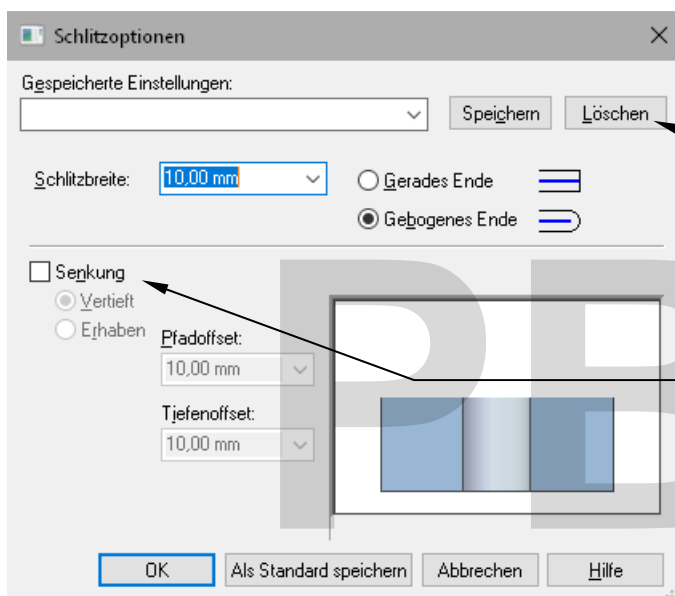 Schlitzoptionen
Gespeicherte Einstellungen:
Speichern
Löschen
Schlitzbreite:
10,00 mm
Gerades Ende
Gebogenes Ende
Senkung
Vertieft
Erhaben
Pfadoffset:
10,00 mm
Tiefenoffset:
10,00 mm
OK
Als Standard speichern
Abbrechen
Hilfe
PB